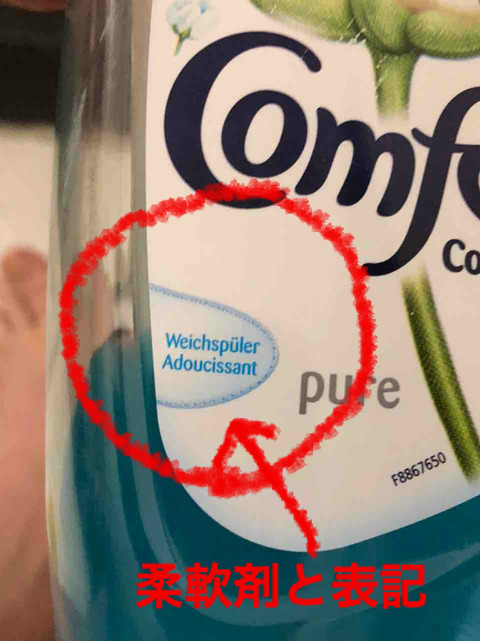 Comf
Co
Weichspüler
Adoucissant
pure
F8867650
柔軟剤と表記